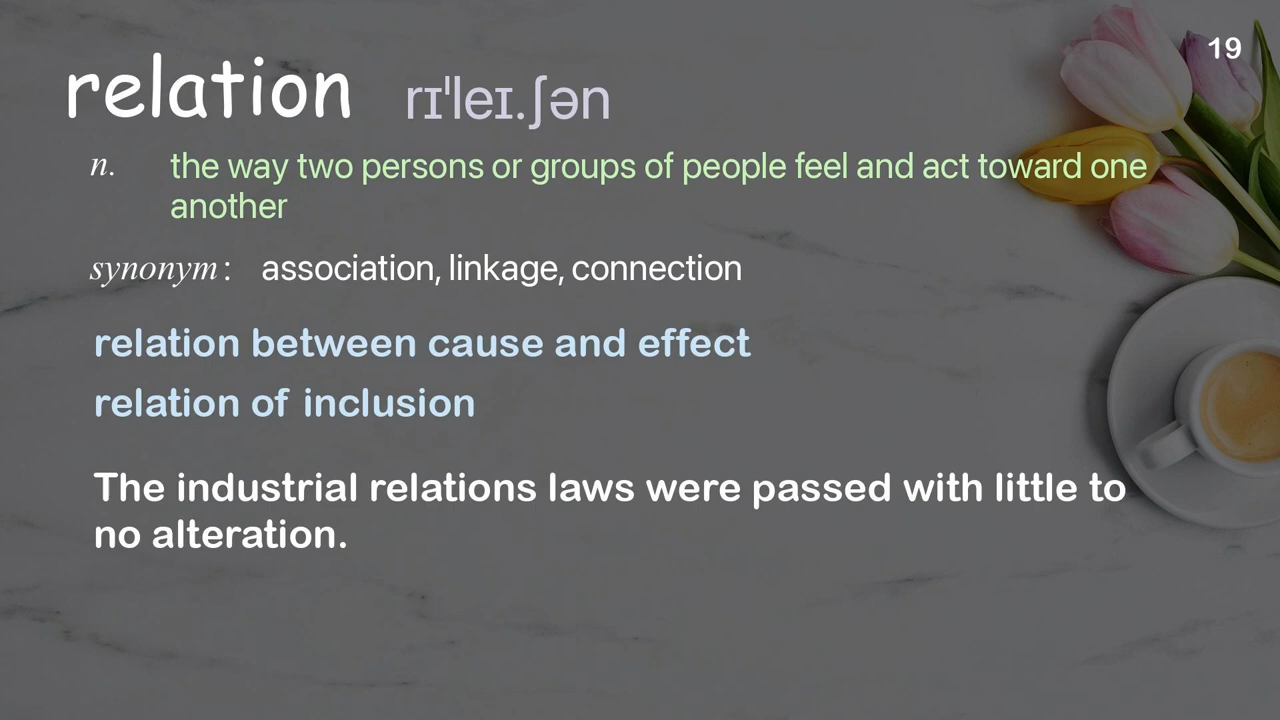 19
relation rɪˈleɪ.ʃən
n. the way two persons or groups of people feel and act toward one
another
synonym: association, linkage, connection
relation between cause and effect
relation of inclusion
The industrial relations laws were passed with little to
no alteration.